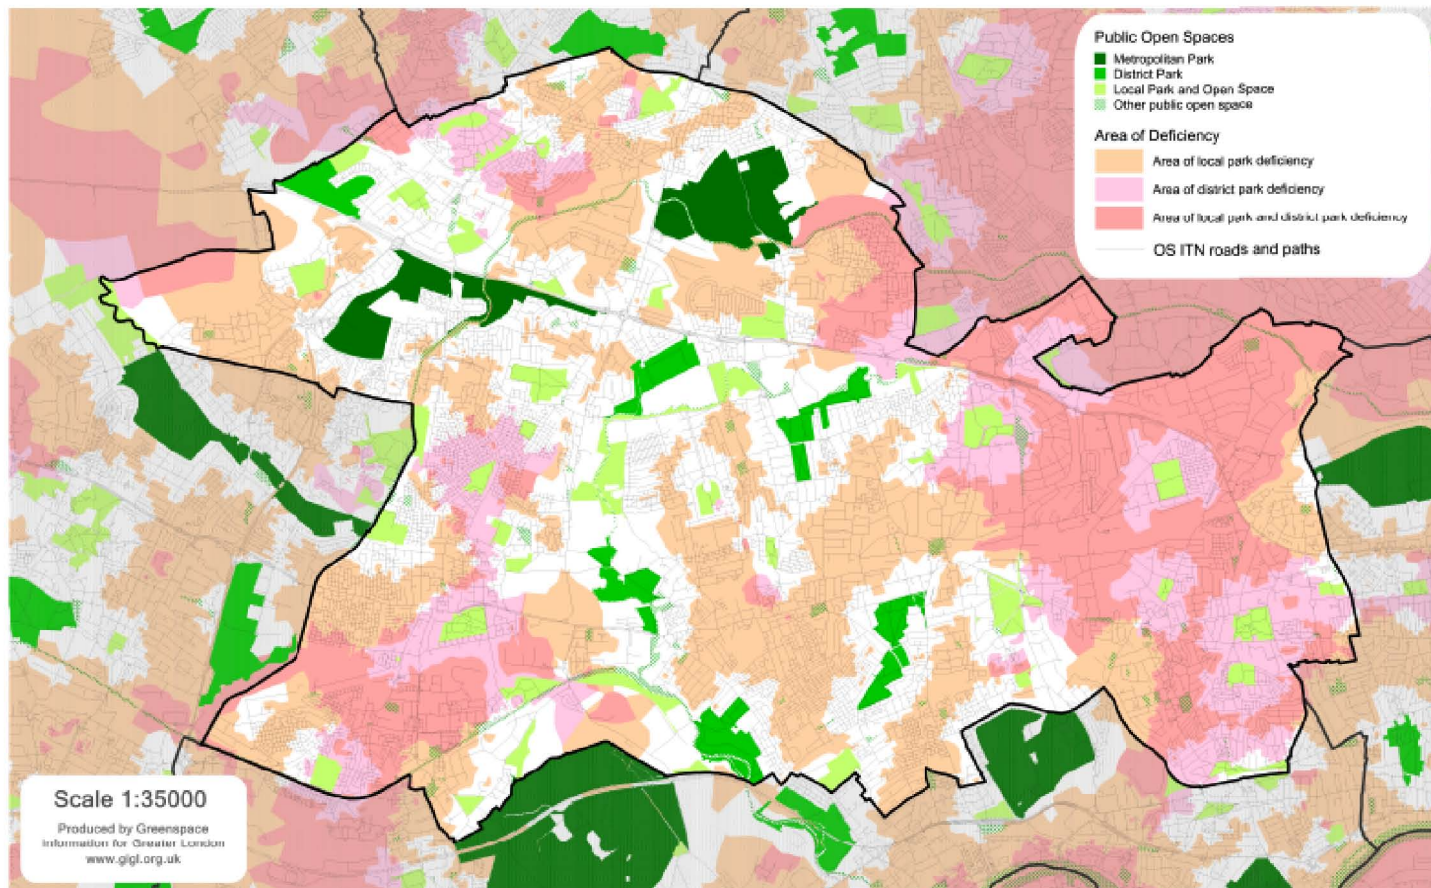 Public Open Spaces
Metropolitan Park
District Park
Local Park and Open Space
Other public open space
Area of Deficiency
Area of local park deficiency
Area of district park deficiency
Area of local park and district park deficiency
OS ITN roads and paths
Scale 1:35000
Produced by Greenspace
Information for Greater London
www.gigl.org.uk